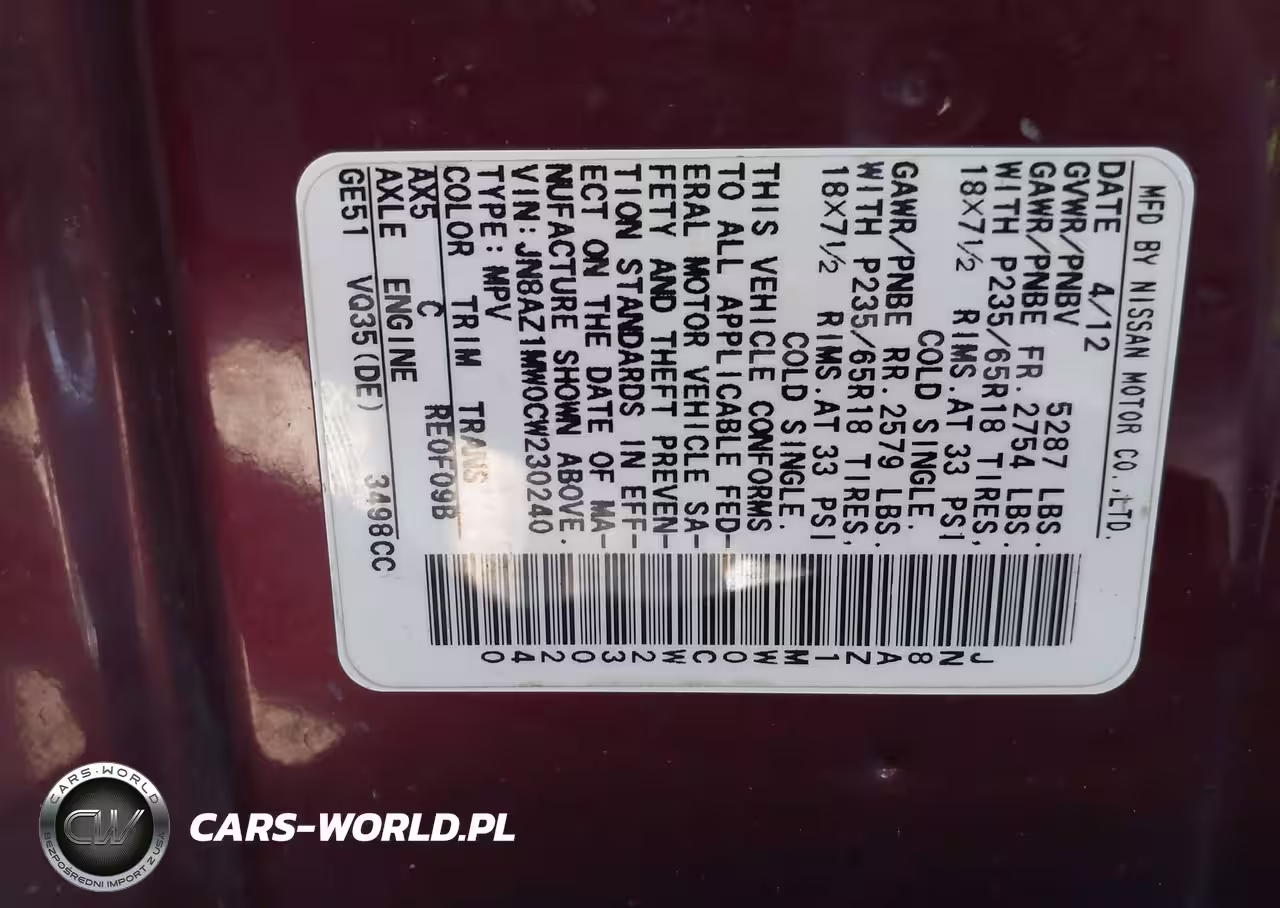 MFD BY NISSAN MOTOR CO.,LTD.
DATE 4/12
GVWR/PNBV 5287 LBS.
GAWR/PNBE FR.2754 LBS.
WITH P235/65R18 TIRES,
18X7½ RIMS.AT 33 PSI
COLD SINGLE.
GAWR/PNBE RR.2579 LBS.
WITH P235/65R18 TIRES,
18X7½ RIMS.AT 33 PSI
COLD SINGLE.
THIS VEHICLE CONFORMS
TO ALL APPLICABLE FED-
ERAL MOTOR VEHICLE SA-
FETY AND THEFT PREVEN-
TION STANDARDS IN EFF-
ECT ON THE DATE OF MA-
NUFACTURE SHOWN ABOVE.
VIN:JN8AZ1MW0CW230240
TYPE:MPV
COLOR TRIM TRANS
AX5 C RE0F09B
AXLE ENGINE
GE51 VQ35(DE) 3498CC
JN8AZ1MW0CW230240
CARS-WORLD
CW
BEZPOŚREDNI IMPORT Z USA
CARS-WORLD.PL